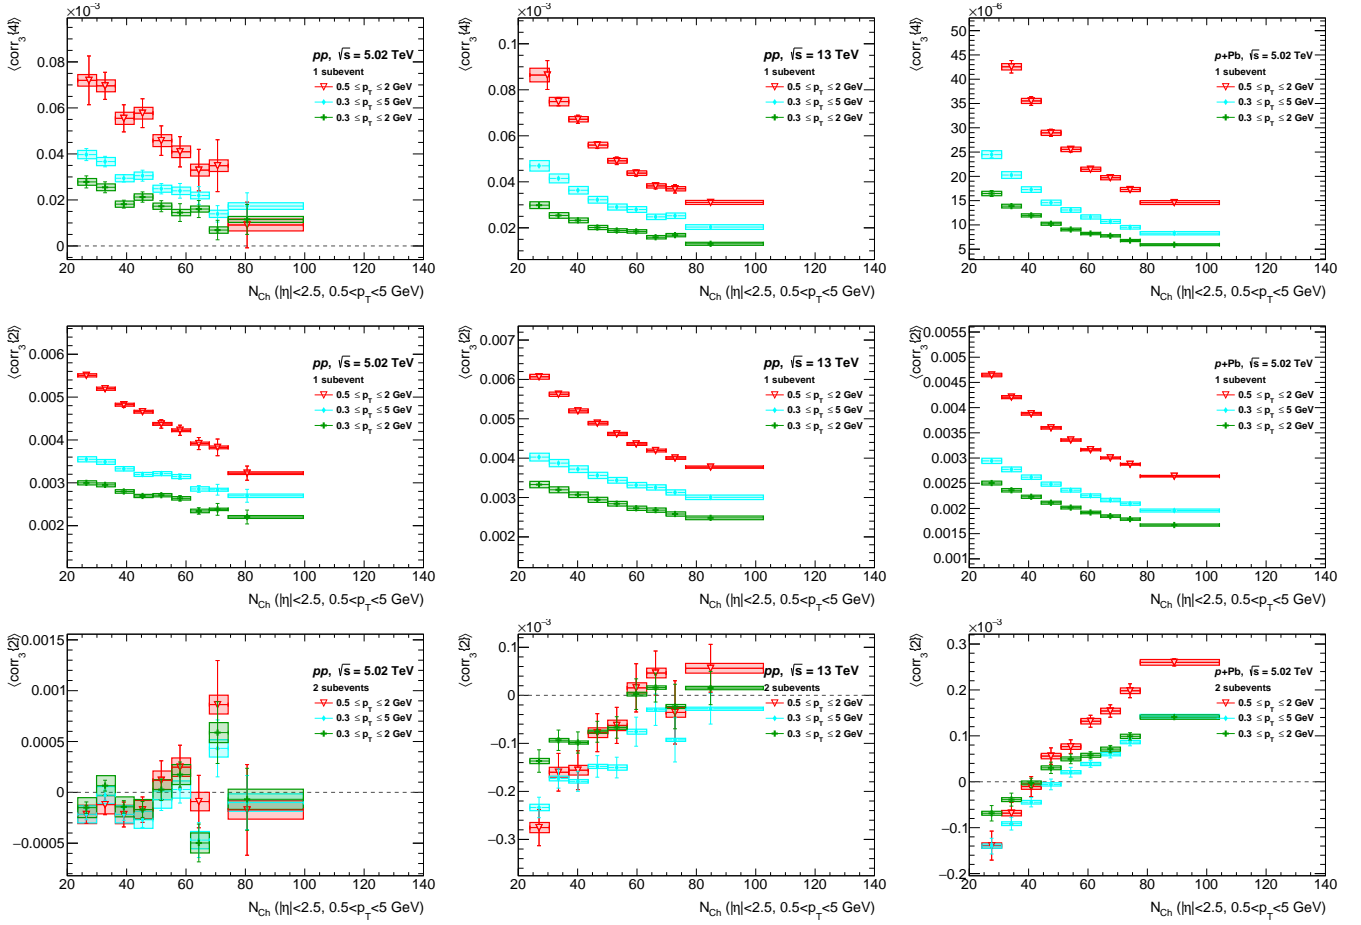 ×10⁻³
⟨corr₃{4}⟩
pp, √s = 5.02 TeV
1 subevent
0.5 ≤ p_T ≤ 2 GeV
0.3 ≤ p_T ≤ 5 GeV
0.3 ≤ p_T ≤ 2 GeV
0.08
0.06
0.04
0.02
0
20 40 60 80 100 120 140
N_Ch (|η|<2.5, 0.5<p_T<5 GeV)
×10⁻³
⟨corr₃{4}⟩
pp, √s = 13 TeV
1 subevent
0.5 ≤ p_T ≤ 2 GeV
0.3 ≤ p_T ≤ 5 GeV
0.3 ≤ p_T ≤ 2 GeV
0.1
0.08
0.06
0.04
0.02
20 40 60 80 100 120 140
N_Ch (|η|<2.5, 0.5<p_T<5 GeV)
×10⁻⁶
⟨corr₃{4}⟩
p+Pb, √s = 5.02 TeV
1 subevent
0.5 ≤ p_T ≤ 2 GeV
0.3 ≤ p_T ≤ 5 GeV
0.3 ≤ p_T ≤ 2 GeV
50
45
40
35
30
25
20
15
10
5
20 40 60 80 100 120 140
N_Ch (|η|<2.5, 0.5<p_T<5 GeV)
⟨corr₃{2}⟩
pp, √s = 5.02 TeV
1 subevent
0.5 ≤ p_T ≤ 2 GeV
0.3 ≤ p_T ≤ 5 GeV
0.3 ≤ p_T ≤ 2 GeV
0.006
0.005
0.004
0.003
0.002
20 40 60 80 100 120 140
N_Ch (|η|<2.5, 0.5<p_T<5 GeV)
⟨corr₃{2}⟩
pp, √s = 13 TeV
1 subevent
0.5 ≤ p_T ≤ 2 GeV
0.3 ≤ p_T ≤ 5 GeV
0.3 ≤ p_T ≤ 2 GeV
0.007
0.006
0.005
0.004
0.003
0.002
20 40 60 80 100 120 140
N_Ch (|η|<2.5, 0.5<p_T<5 GeV)
⟨corr₃{2}⟩
p+Pb, √s = 5.02 TeV
1 subevent
0.5 ≤ p_T ≤ 2 GeV
0.3 ≤ p_T ≤ 5 GeV
0.3 ≤ p_T ≤ 2 GeV
0.0055
0.005
0.0045
0.004
0.0035
0.003
0.0025
0.002
0.0015
0.001
20 40 60 80 100 120 140
N_Ch (|η|<2.5, 0.5<p_T<5 GeV)
⟨corr₃{2}⟩
pp, √s = 5.02 TeV
2 subevents
0.5 ≤ p_T ≤ 2 GeV
0.3 ≤ p_T ≤ 5 GeV
0.3 ≤ p_T ≤ 2 GeV
0.0015
0.001
0.0005
0
−0.0005
20 40 60 80 100 120 140
N_Ch (|η|<2.5, 0.5<p_T<5 GeV)
×10⁻³
⟨corr₃{2}⟩
pp, √s = 13 TeV
2 subevents
0.5 ≤ p_T ≤ 2 GeV
0.3 ≤ p_T ≤ 5 GeV
0.3 ≤ p_T ≤ 2 GeV
0.1
0
−0.1
−0.2
−0.3
20 40 60 80 100 120 140
N_Ch (|η|<2.5, 0.5<p_T<5 GeV)
×10⁻³
⟨corr₃{2}⟩
p+Pb, √s = 5.02 TeV
2 subevents
0.5 ≤ p_T ≤ 2 GeV
0.3 ≤ p_T ≤ 5 GeV
0.3 ≤ p_T ≤ 2 GeV
0.3
0.2
0.1
0
−0.1
−0.2
20 40 60 80 100 120 140
N_Ch (|η|<2.5, 0.5<p_T<5 GeV)